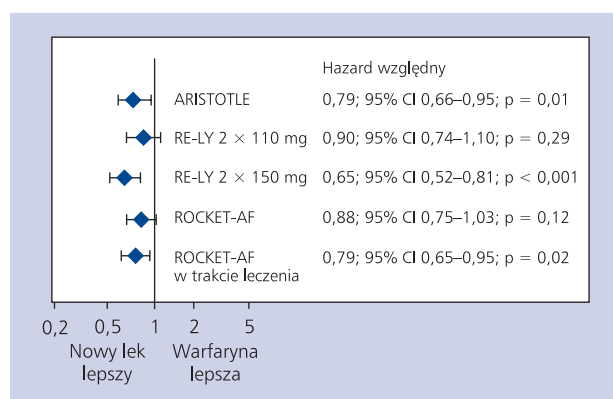 Hazard względny
ARISTOTLE 0,79; 95% CI 0,66–0,95; p = 0,01
RE-LY 2 × 110 mg 0,90; 95% CI 0,74–1,10; p = 0,29
RE-LY 2 × 150 mg 0,65; 95% CI 0,52–0,81; p < 0,001
ROCKET-AF 0,88; 95% CI 0,75–1,03; p = 0,12
ROCKET-AF 0,79; 95% CI 0,65–0,95; p = 0,02
w trakcie leczenia
0,2 0,5 1 2 5
Nowy lek Warfaryna
lepszy lepsza